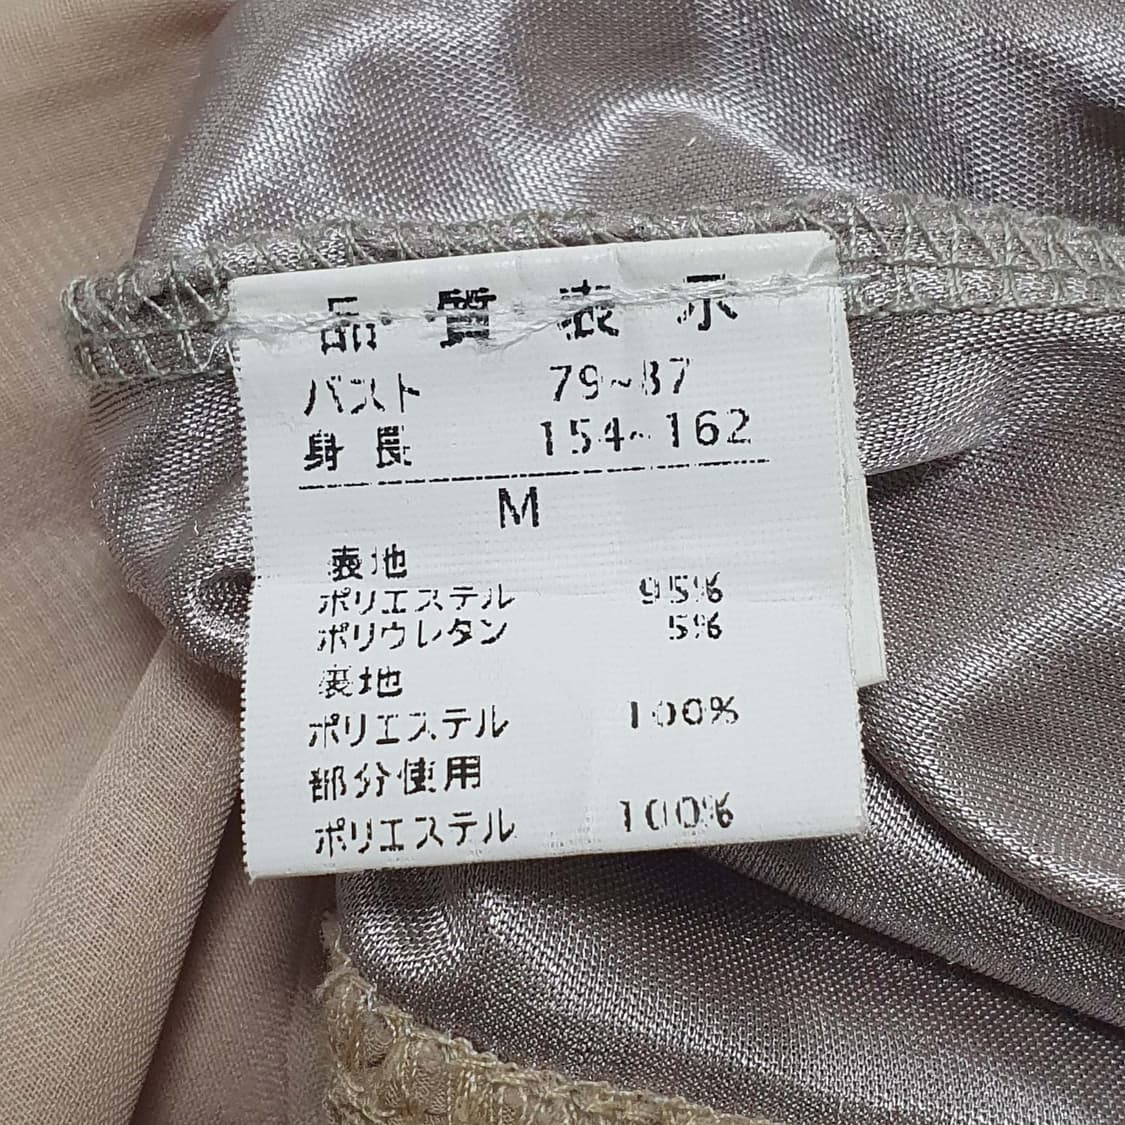 品質表示
バスト 79~87
身長 154~162
M
表地
ポリエステル 95%
ポリウレタン 5%
裏地
ポリエステル 100%
部分使用
ポリエステル 100%